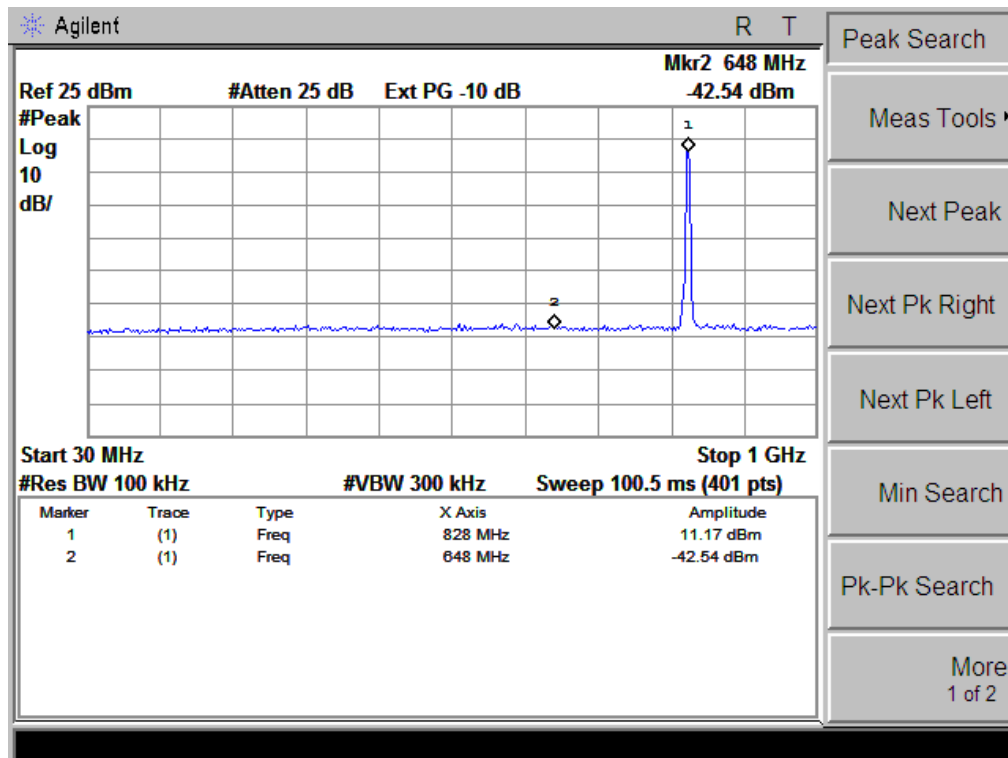 Agilent
R T
Mkr2 648 MHz
Ref 25 dBm #Atten 25 dB Ext PG -10 dB -42.54 dBm
#Peak
Log
10
dB/
1
2
Start 30 MHz Stop 1 GHz
#Res BW 100 kHz #VBW 300 kHz Sweep 100.5 ms (401 pts)
Marker Trace Type X Axis Amplitude
1 (1) Freq 828 MHz 11.17 dBm
2 (1) Freq 648 MHz -42.54 dBm
Peak Search
Meas Tools
Next Peak
Next Pk Right
Next Pk Left
Min Search
Pk-Pk Search
More
1 of 2